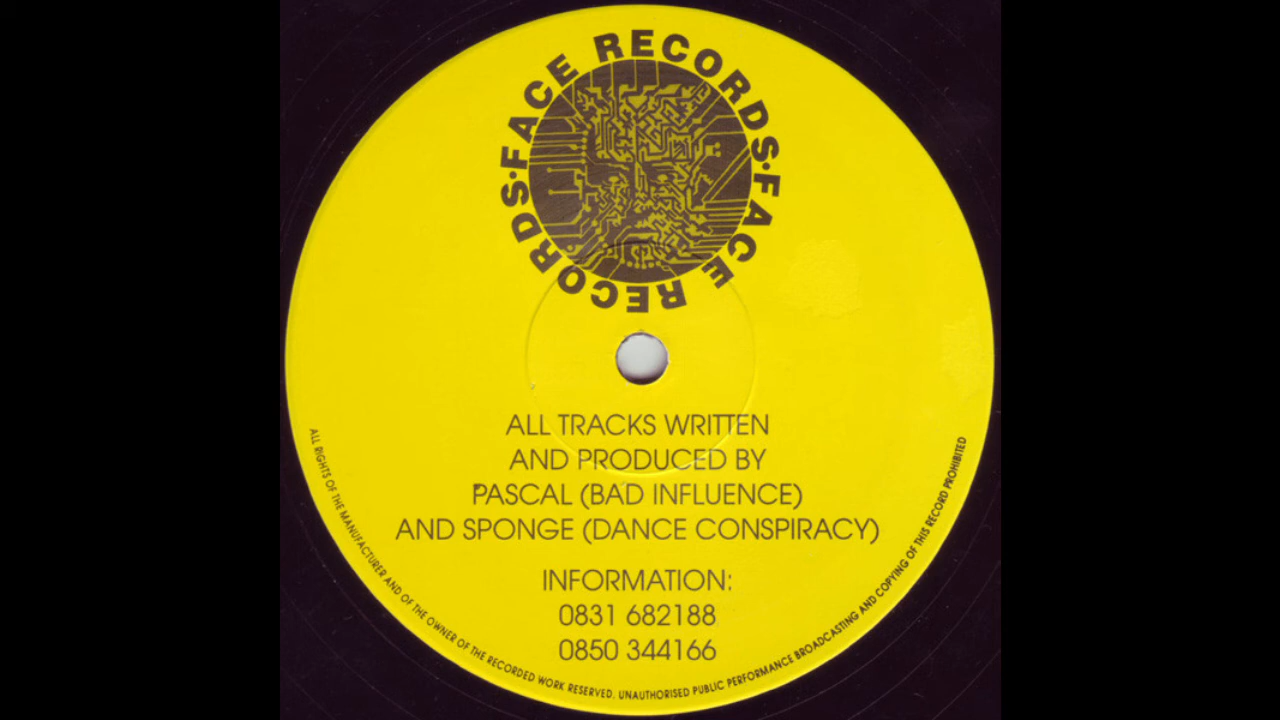 FACE RECORDS·FACE RECORDS·
ALL TRACKS WRITTEN
AND PRODUCED BY
PASCAL (BAD INFLUENCE)
AND SPONGE (DANCE CONSPIRACY)
INFORMATION:
0831 682188
0850 344166
ALL RIGHTS OF THE MANUFACTURER AND OF THE OWNER OF THE RECORDED WORK RESERVED. UNAUTHORISED PUBLIC PERFORMANCE BROADCASTING AND COPYING OF THIS RECORD PROHIBITED